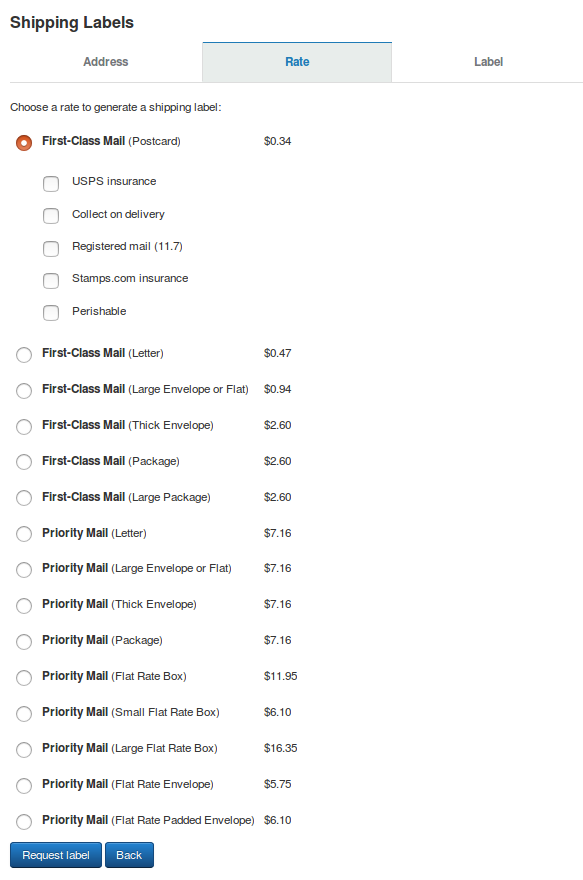 Shipping Labels
Address Rate Label
Choose a rate to generate a shipping label:
First-Class Mail (Postcard) $0.34
USPS insurance
Collect on delivery
Registered mail (11.7)
Stamps.com insurance
Perishable
First-Class Mail (Letter) $0.47
First-Class Mail (Large Envelope or Flat) $0.94
First-Class Mail (Thick Envelope) $2.60
First-Class Mail (Package) $2.60
First-Class Mail (Large Package) $2.60
Priority Mail (Letter) $7.16
Priority Mail (Large Envelope or Flat) $7.16
Priority Mail (Thick Envelope) $7.16
Priority Mail (Package) $7.16
Priority Mail (Flat Rate Box) $11.95
Priority Mail (Small Flat Rate Box) $6.10
Priority Mail (Large Flat Rate Box) $16.35
Priority Mail (Flat Rate Envelope) $5.75
Priority Mail (Flat Rate Padded Envelope) $6.10
Request label Back